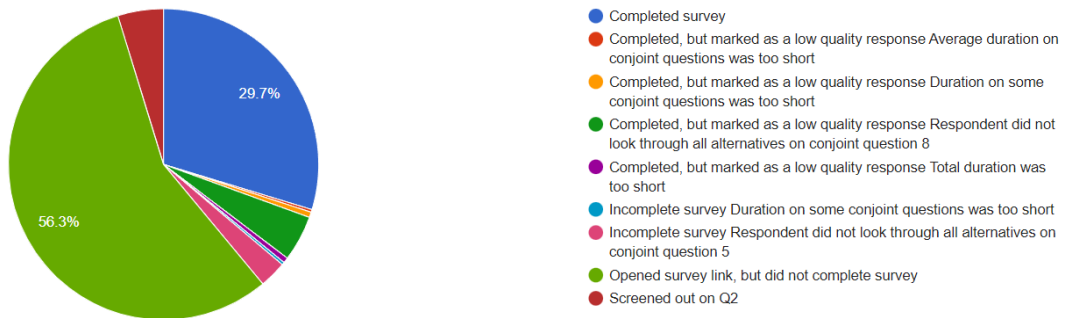 29.7%
56.3%
Completed survey
Completed, but marked as a low quality response Average duration on
conjoint questions was too short
Completed, but marked as a low quality response Duration on some
conjoint questions was too short
Completed, but marked as a low quality response Respondent did not
look through all alternatives on conjoint question 8
Completed, but marked as a low quality response Total duration was
too short
Incomplete survey Duration on some conjoint questions was too short
Incomplete survey Respondent did not look through all alternatives on
conjoint question 5
Opened survey link, but did not complete survey
Screened out on Q2